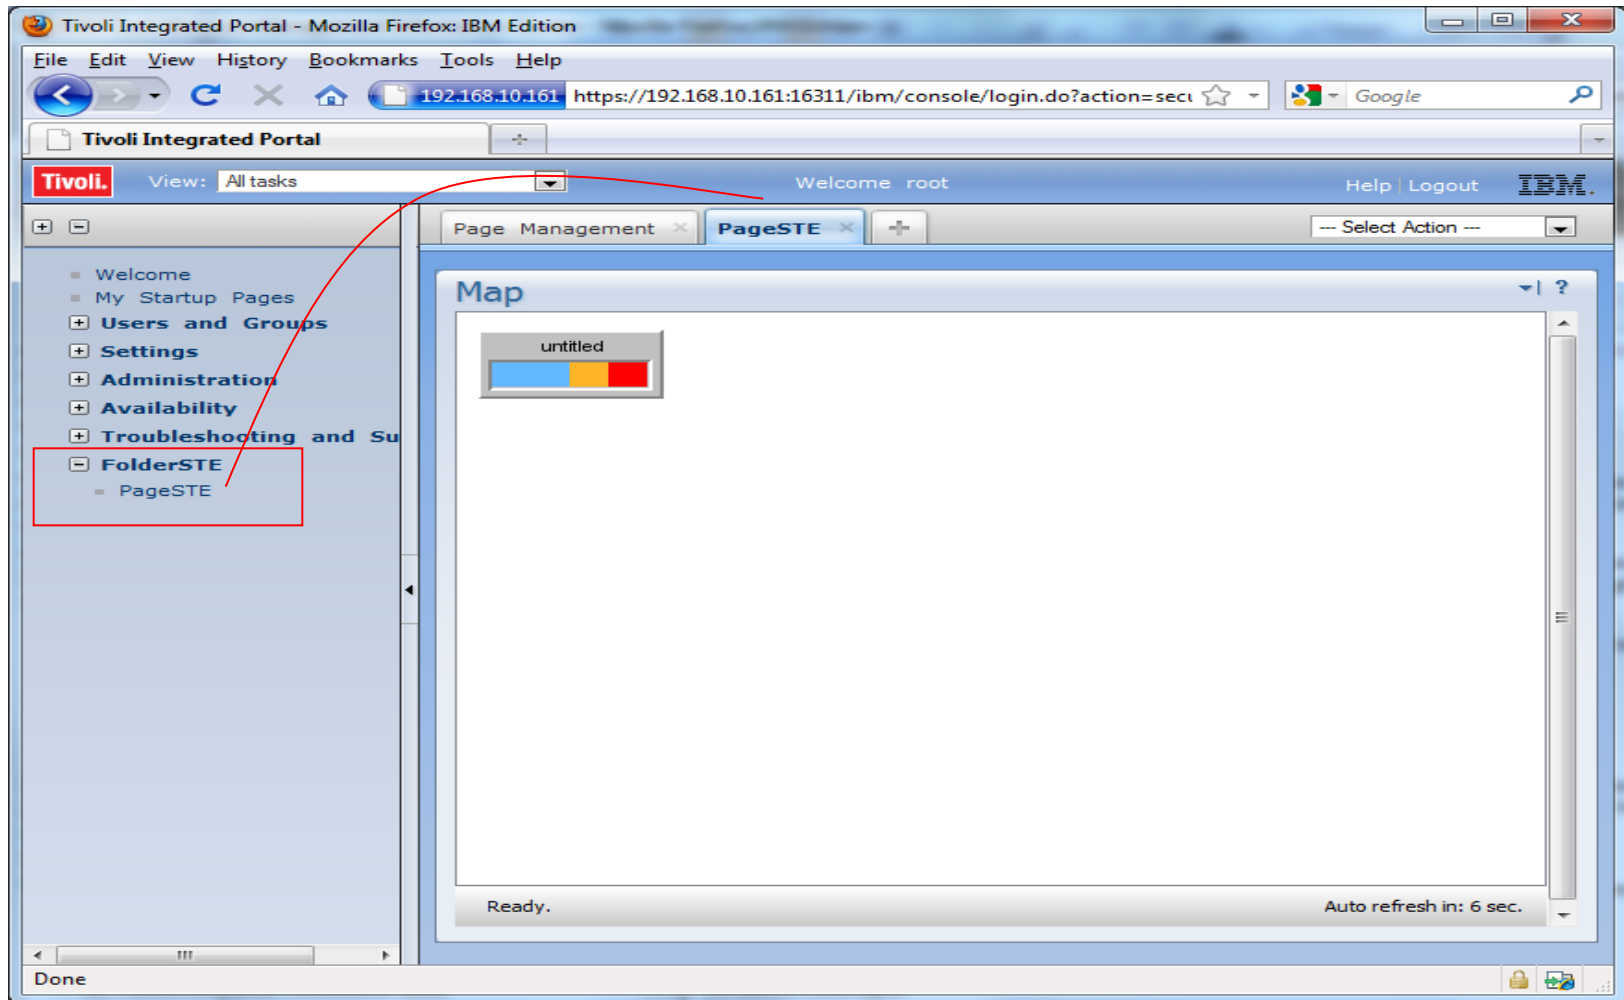 Tivoli Integrated Portal - Mozilla Firefox: IBM Edition
File Edit View History Bookmarks Tools Help
192.168.10.161 https://192.168.10.161:16311/ibm/console/login.do?action=secu Google
Tivoli Integrated Portal
Tivoli. View: All tasks Welcome root Help | Logout IBM.
Page Management PageSTE --- Select Action ---
Welcome
My Startup Pages
Users and Groups
Settings
Administration
Availability
Troubleshooting and Su
FolderSTE
PageSTE
Map ?
untitled
Ready. Auto refresh in: 6 sec.
Done